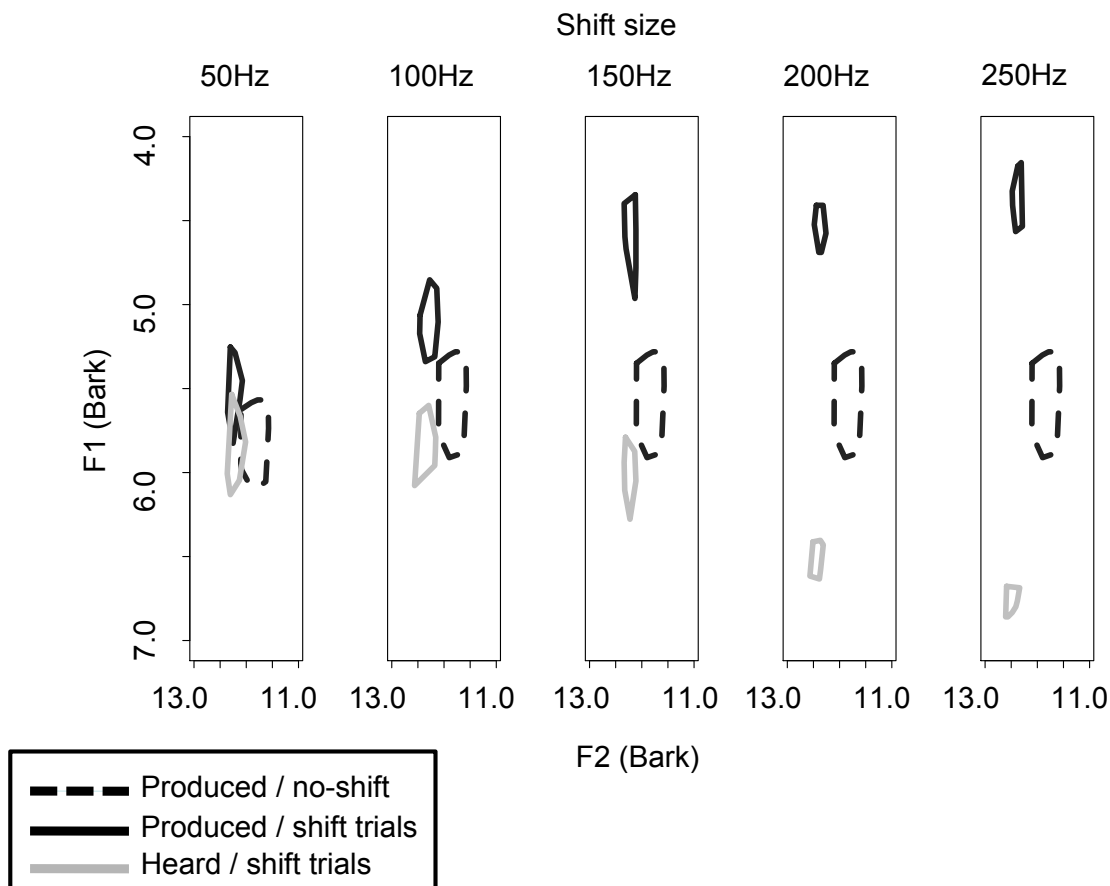 Shift size
50Hz 100Hz 150Hz 200Hz 250Hz
4.0
5.0
6.0
7.0
F1 (Bark)
13.0 11.0 13.0 11.0 13.0 11.0 13.0 11.0 13.0 11.0
F2 (Bark)
Produced / no-shift
Produced / shift trials
Heard / shift trials